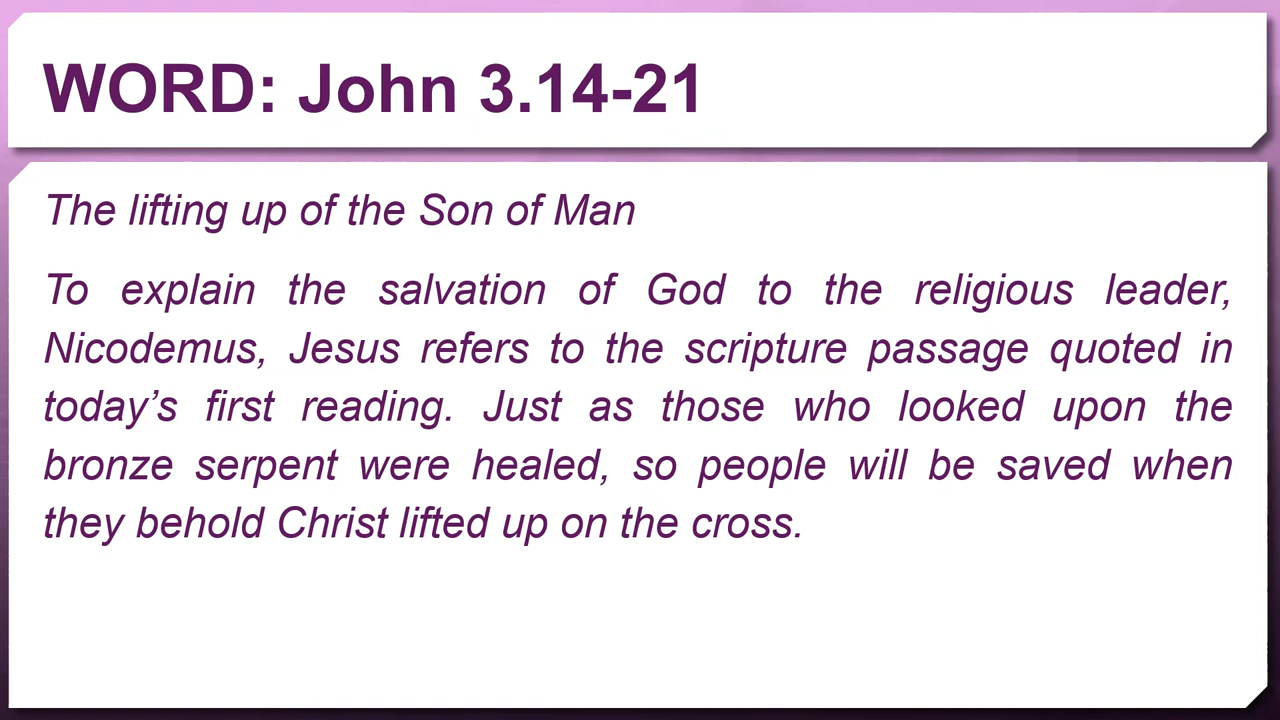 WORD: John 3.14-21
The lifting up of the Son of Man
To explain the salvation of God to the religious leader,
Nicodemus, Jesus refers to the scripture passage quoted in
today’s first reading. Just as those who looked upon the
bronze serpent were healed, so people will be saved when
they behold Christ lifted up on the cross.